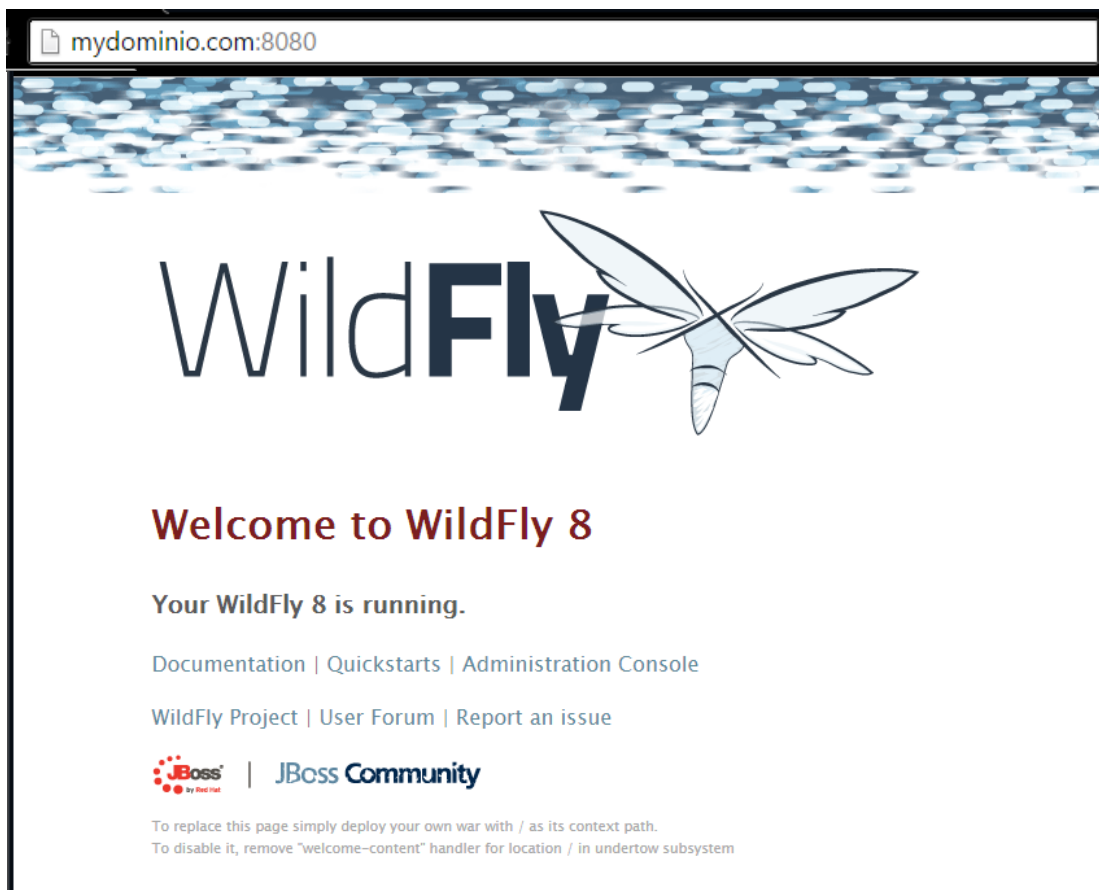 mydominio.com:8080
WildFly
Welcome to WildFly 8
Your WildFly 8 is running.
Documentation | Quickstarts | Administration Console
WildFly Project | User Forum | Report an issue
JBoss by Red Hat | JBoss Community
To replace this page simply deploy your own war with / as its context path.
To disable it, remove "welcome-content" handler for location / in undertow subsystem